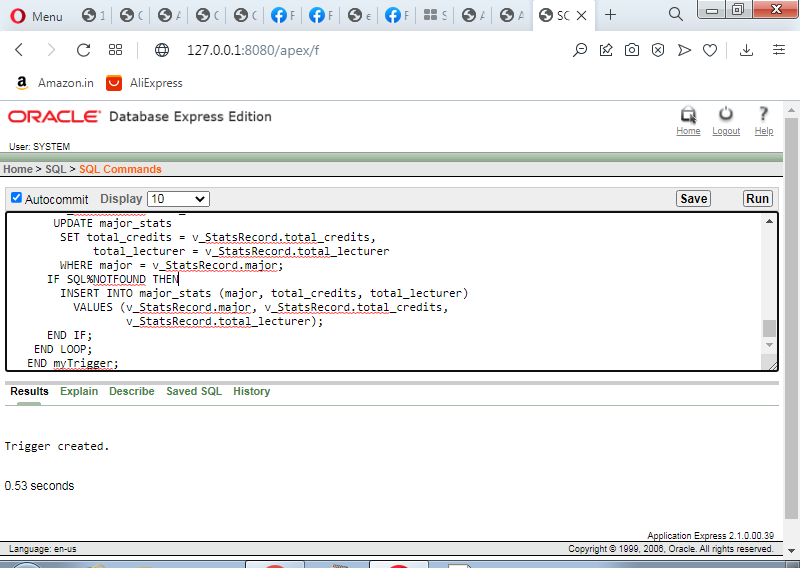 Menu
127.0.0.1:8080/apex/f
a Amazon.in AliExpress
ORACLE Database Express Edition
Home Logout Help
User: SYSTEM
Home > SQL > SQL Commands
Autocommit Display 10 Save Run
UPDATE major_stats
SET total_credits = v_StatsRecord.total_credits,
total_lecturer = v_StatsRecord.total_lecturer
WHERE major = v_StatsRecord.major;
IF SQL%NOTFOUND THEN
INSERT INTO major_stats (major, total_credits, total_lecturer)
VALUES (v_StatsRecord.major, v_StatsRecord.total_credits,
v_StatsRecord.total_lecturer);
END IF;
END LOOP;
END myTrigger;
Results Explain Describe Saved SQL History
Trigger created.
0.53 seconds
Application Express 2.1.0.00.39
Language: en-us Copyright © 1999, 2006, Oracle. All rights reserved.